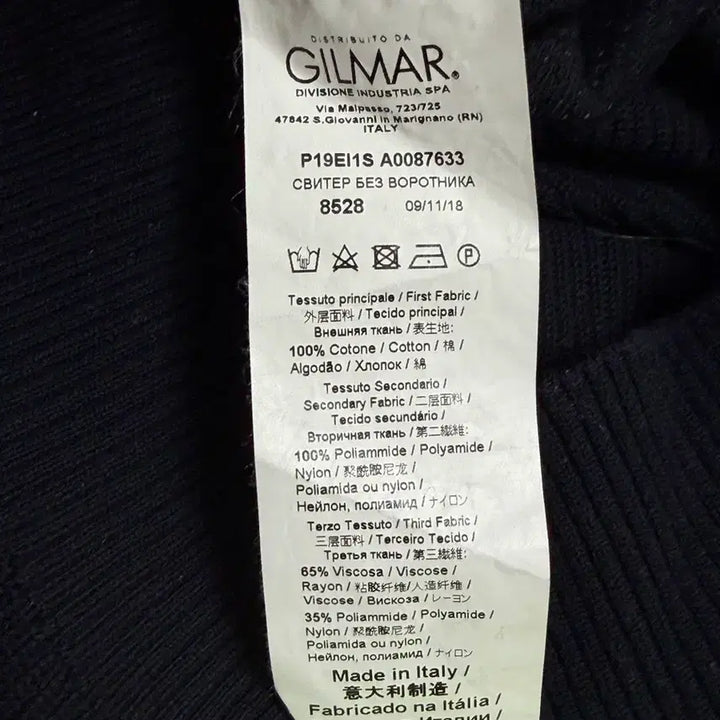 DISTRIBUITO DA
GILMAR®
DIVISIONE INDUSTRIA SPA
Via Malpasso, 723/725
47842 S.Giovanni in Marignano (RN)
ITALY
P19EI1S A0087633
СВИТЕР БЕЗ ВОРОТНИКА
8528 09/11/18
P
Tessuto principale / First Fabric /
外层面料 / Tecido principal /
Внешняя ткань / 表生地:
100% Cotone / Cotton / 棉 /
Algodão / Хлопок / 綿
Tessuto Secondario /
Secondary Fabric / 二层面料 /
Tecido secundário /
Вторичная ткань / 第二繊維:
100% Poliammide / Polyamide /
Nylon / 聚酰胺尼龙 /
Poliamida ou nylon /
Нейлон, полиамид / ナイロン
Terzo Tessuto / Third Fabric /
三层面料 / Terceiro Tecido /
Третья ткань / 第三繊維:
65% Viscosa / Viscose /
Rayon / 粘胶纤维/人造纤维 /
Viscose / Вискоза / レーヨン
35% Poliammide / Polyamide /
Nylon / 聚酰胺尼龙 /
Poliamida ou nylon /
Нейлон, полиамид / ナイロン
Made in Italy /
意大利制造 /
Fabricado na Itália /
Италии /